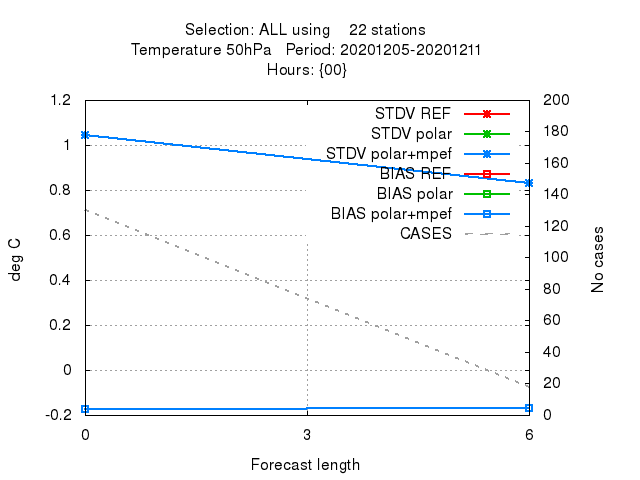 Selection: ALL using 22 stations
Temperature 50hPa Period: 20201205-20201211
Hours: {00}
1.2
1
0.8
0.6
0.4
0.2
0
-0.2
deg C
STDV REF
STDV polar
STDV polar+mpef
BIAS REF
BIAS polar
BIAS polar+mpef
CASES
200
180
160
140
120
100
80
60
40
20
0
No cases
0 3 6
Forecast length